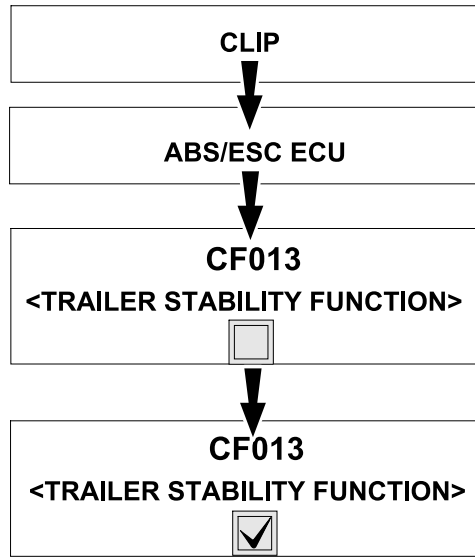 CLIP
ABS/ESC ECU
CF013
<TRAILER STABILITY FUNCTION>
CF013
<TRAILER STABILITY FUNCTION>